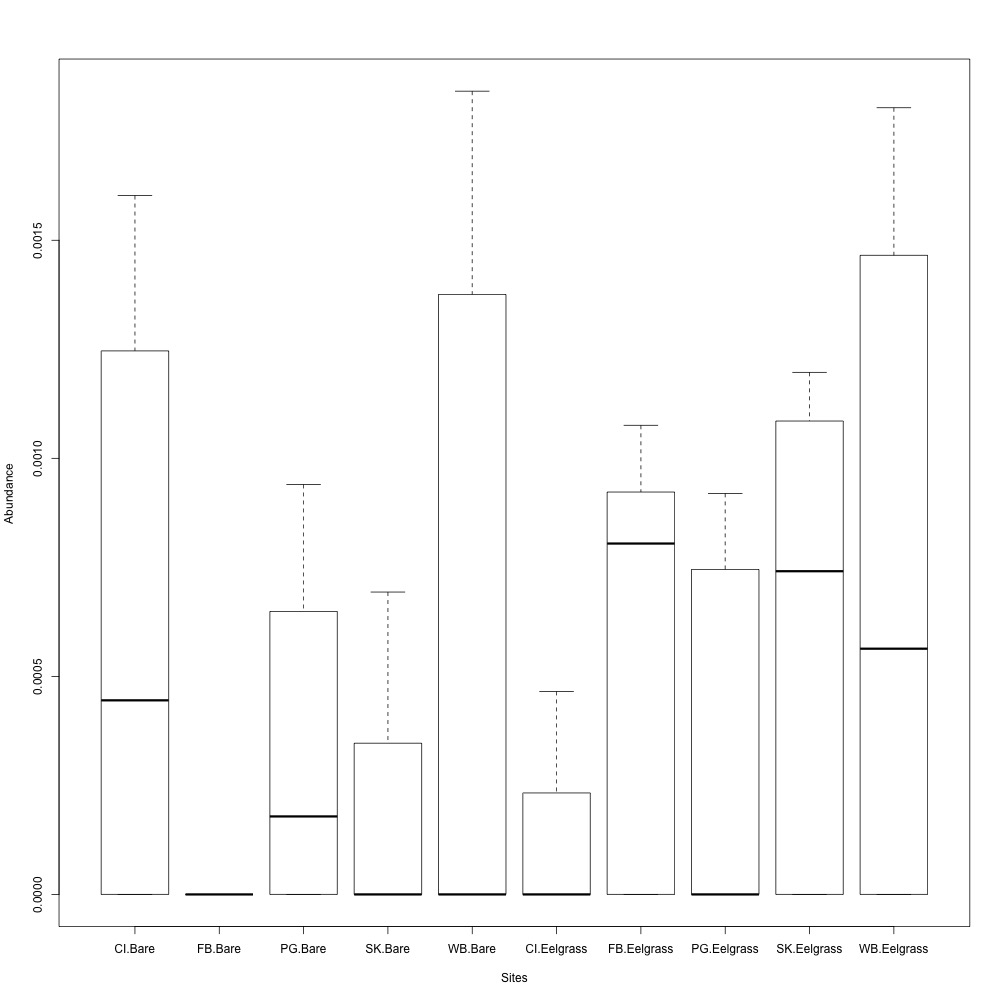 Abundance
0.0015
0.0010
0.0005
0.0000
CI.Bare FB.Bare PG.Bare SK.Bare WB.Bare CI.Eelgrass FB.Eelgrass PG.Eelgrass SK.Eelgrass WB.Eelgrass
Sites